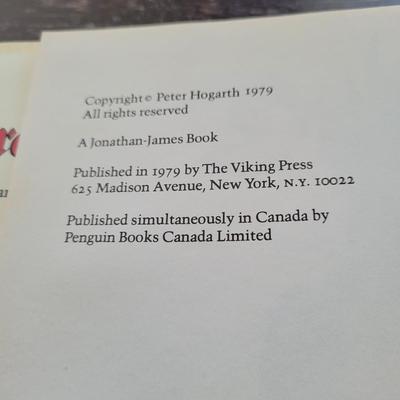 Copyright © Peter Hogarth 1979
All rights reserved
A Jonathan-James Book
Published in 1979 by The Viking Press
625 Madison Avenue, New York, N.Y. 10022
Published simultaneously in Canada by
Penguin Books Canada Limited